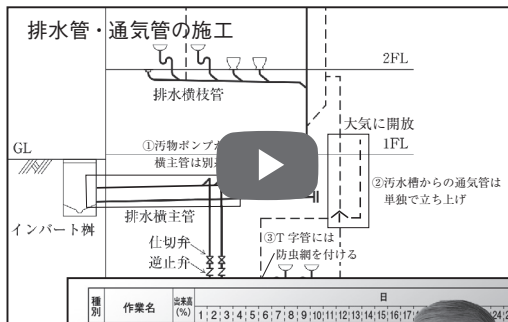 排水管・通気管の施工
2FL
排水横枝管
大気に開放
GL
1FL
①汚物ポンプ
横主管は別
②汚水槽からの通気管は
単独で立ち上げ
排水横主管
インバート桝
仕切弁
③T字管には
防虫網を付ける
逆止弁
種別 作業名 出来高(%) 日
1 2 3 4 5 6 7 8 9 10 11 12 13 14 15 16 17